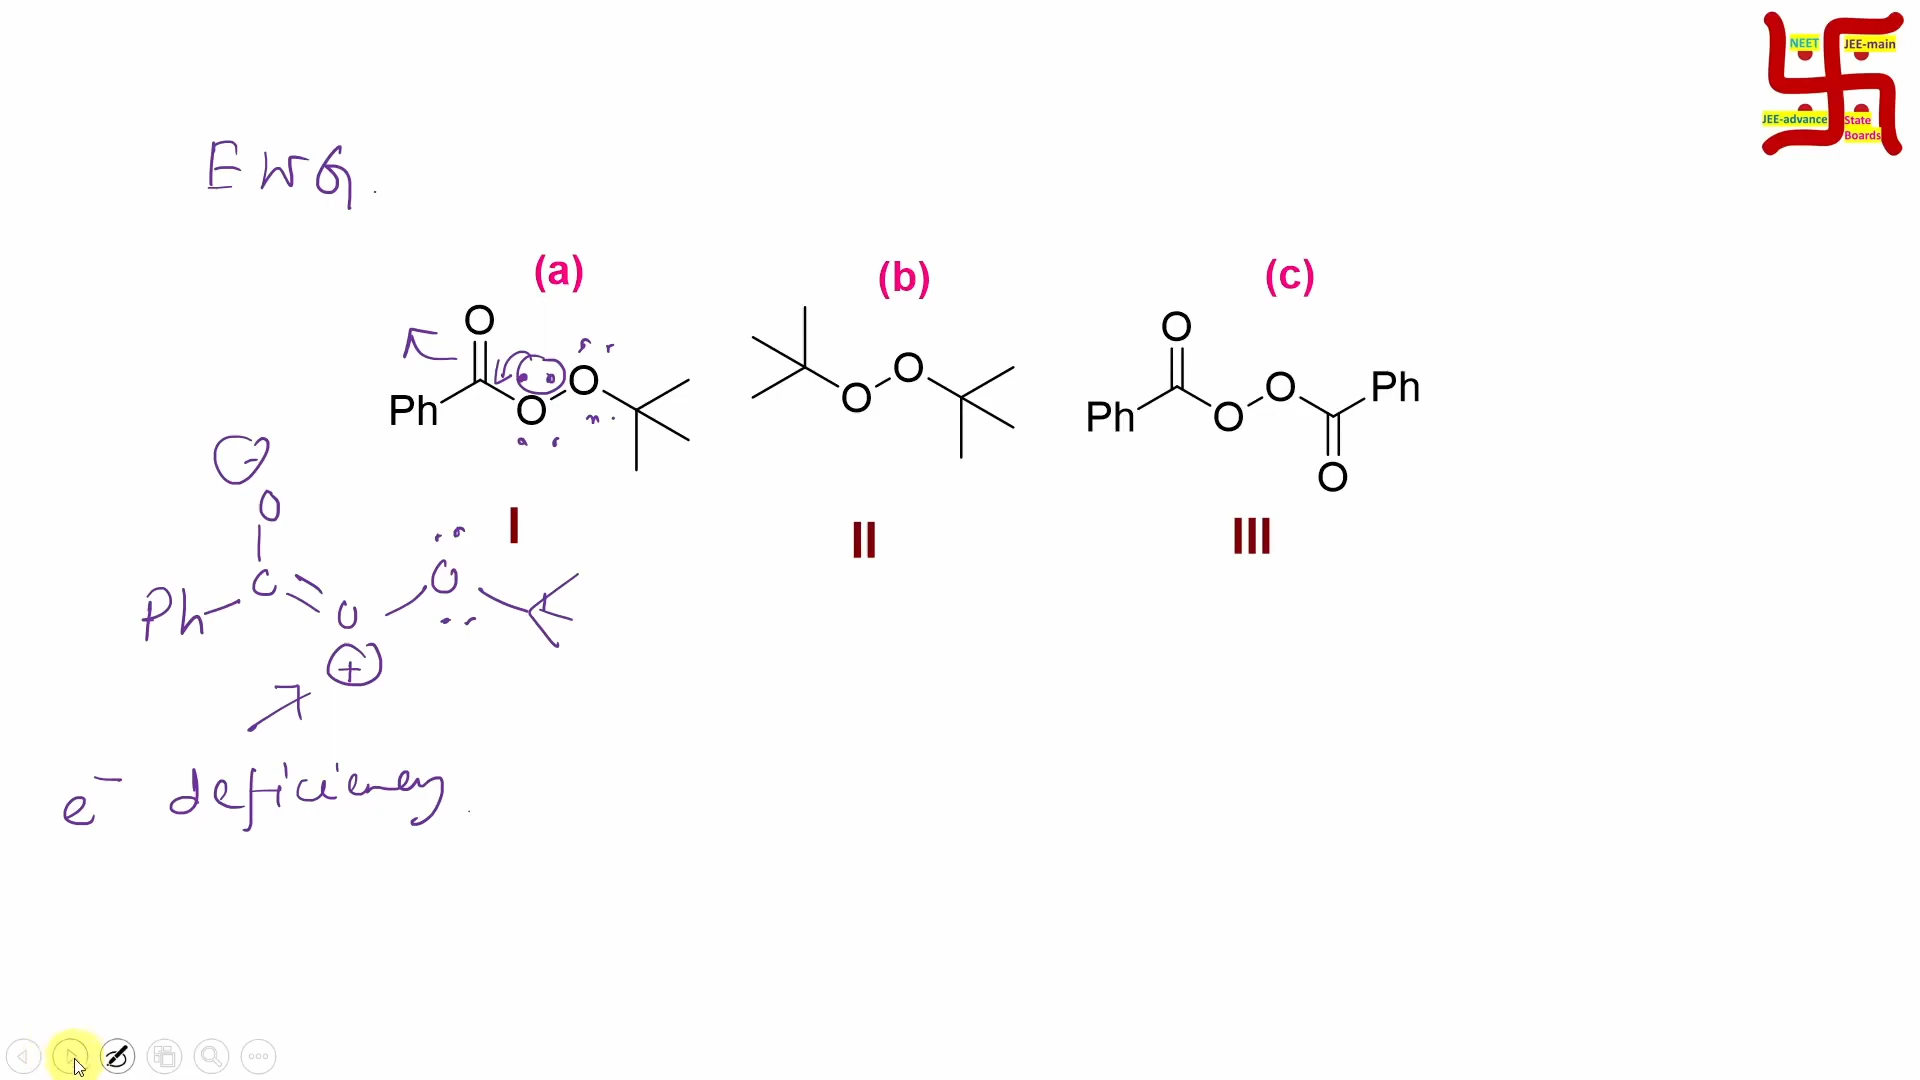 NEET JEE-main
JEE-advance State
Boards
EWG.
(a) (b) (c)
O
O
Ph O
O O
O
Ph O
O
Ph
O
I II III
⊖
O
Ph C O O
⊕
e⁻ deficiency